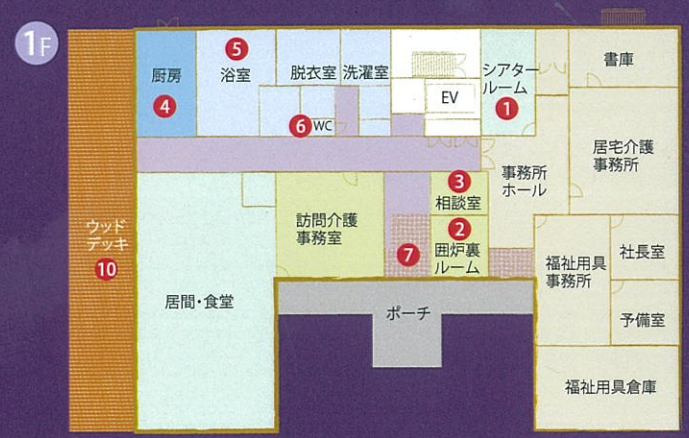 1F
厨房
4
5
浴室
脱衣室
洗濯室
EV
シアター
ルーム
1
書庫
6 WC
居宅介護
事務所
事務所
ホール
3
相談室
2
囲炉裏
ルーム
訪問介護
事務室
7
ウッド
デッキ
10
居間・食堂
ポーチ
福祉用具
事務所
社長室
予備室
福祉用具倉庫